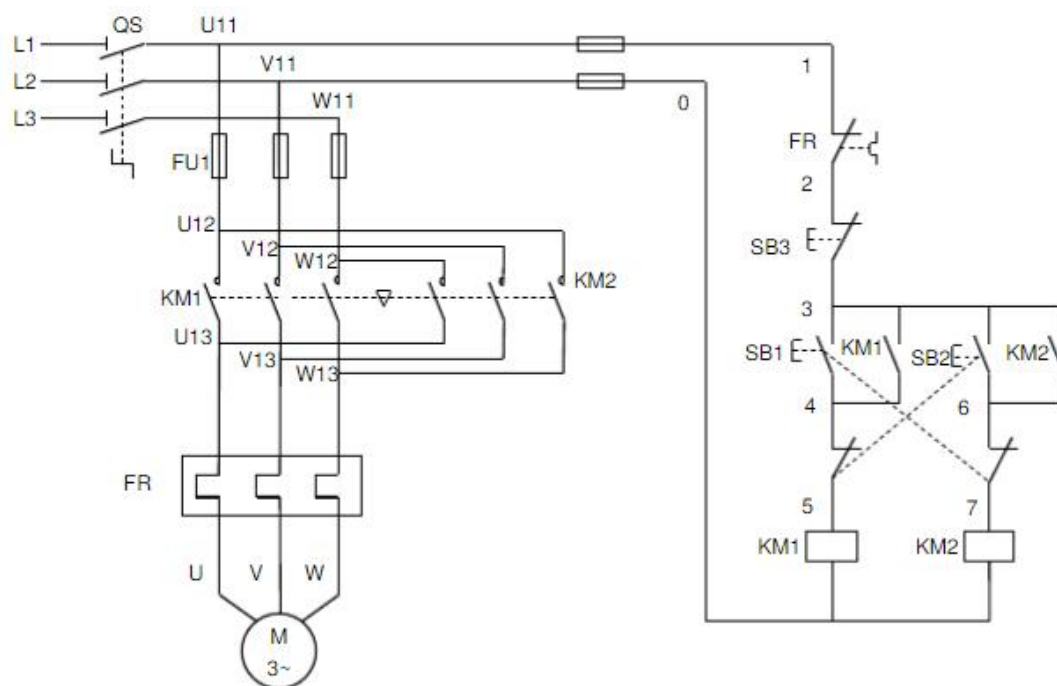 QS U11
L1
1
V11
L2
0
W11
L3
FR
FU1
2
U12
SB3
V12
W12
KM2
KM1
3
U13
SB1 KM1 SB2 KM2
V13
W13
4 6
FR
5 7
KM1 KM2
U V W
M
3~